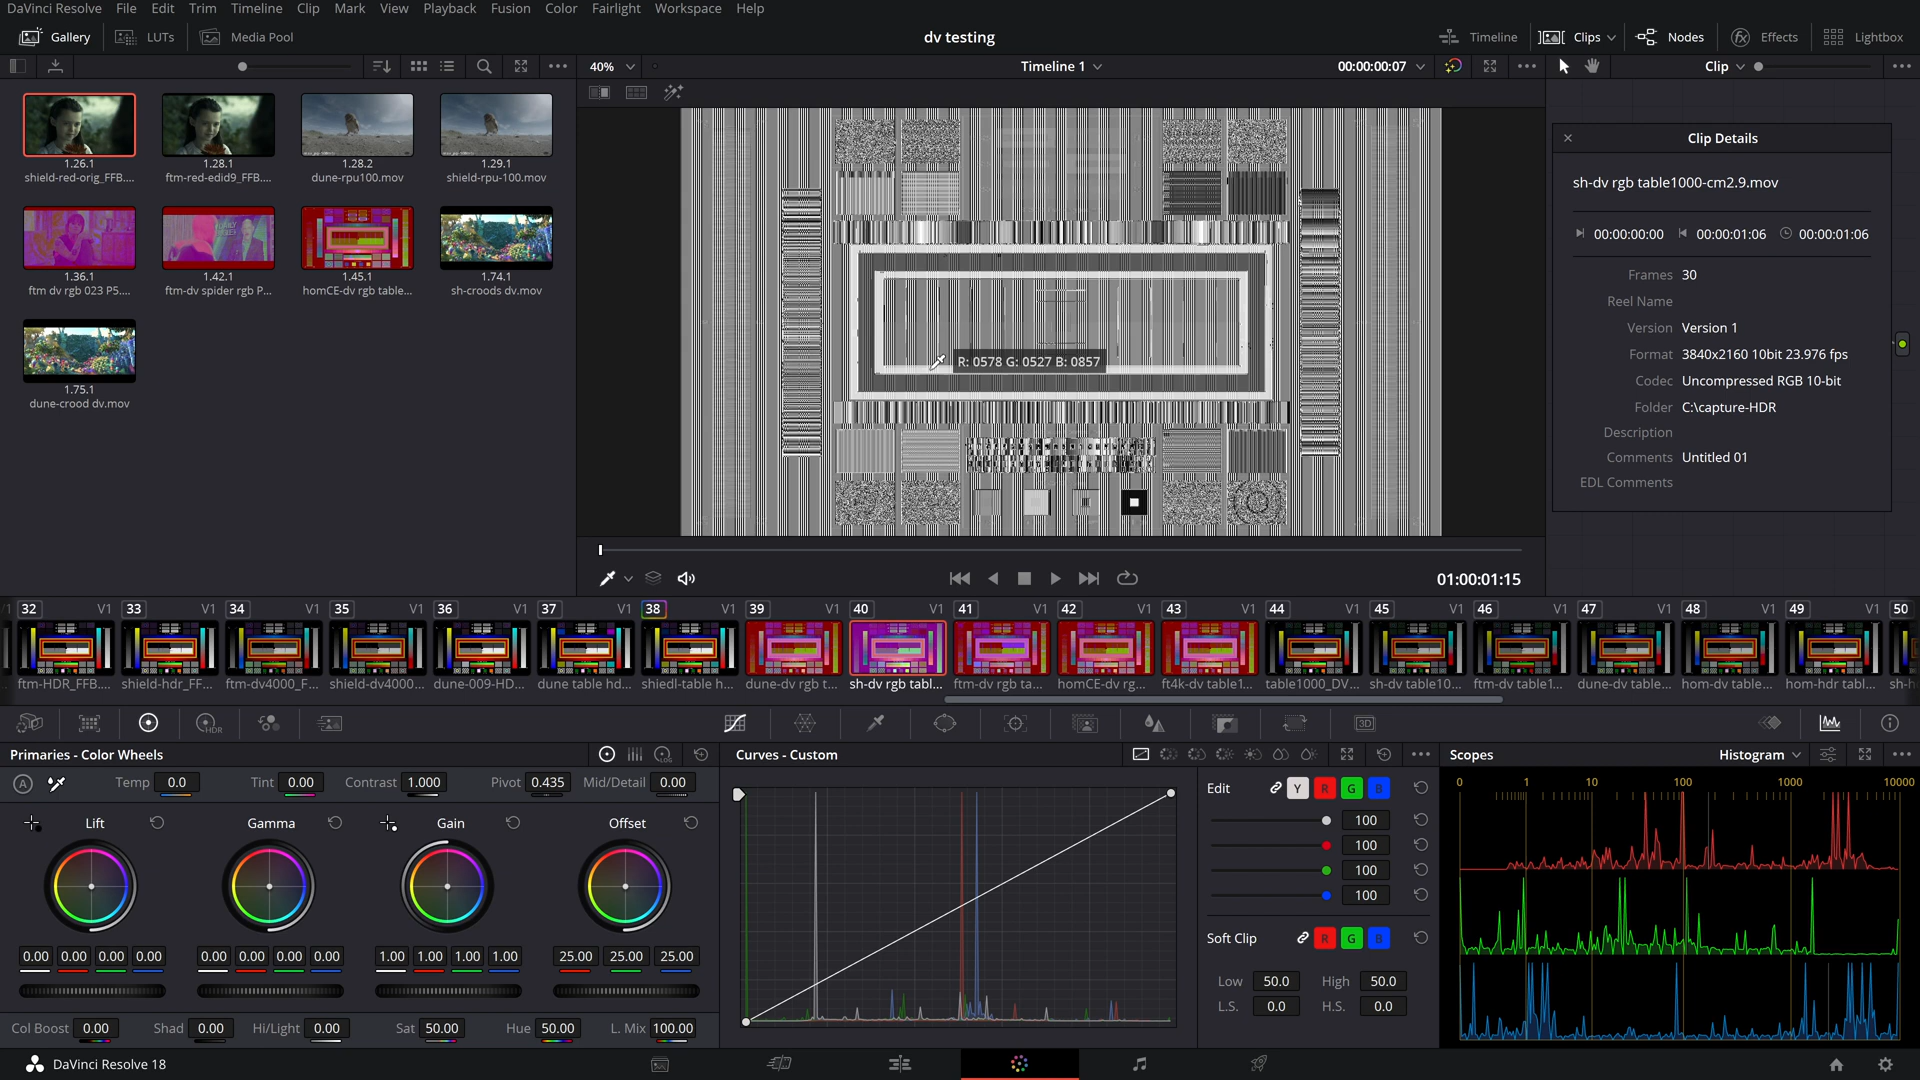 DaVinci Resolve File Edit Trim Timeline Clip Mark View Playback Fusion Color Fairlight Workspace Help
Gallery LUTs Media Pool dv testing Timeline Clips Nodes Effects Lightbox
40% Timeline 1 00:00:00:07 Clip
1.26.1 1.28.1 1.28.2 1.29.1
shield-red-orig_FFB.... ftm-red-edid9_FFB.... dune-rpu100.mov shield-rpu-100.mov
1.36.1 1.42.1 1.45.1 1.74.1
ftm dv rgb 023 P5.... ftm-dv spider rgb P... homCE-dv rgb table... sh-croods dv.mov
1.75.1
dune-crood dv.mov
R: 0578 G: 0527 B: 0857
Clip Details
sh-dv rgb table1000-cm2.9.mov
00:00:00:00 00:00:01:06 00:00:01:06
Frames 30
Reel Name
Version Version 1
Format 3840x2160 10bit 23.976 fps
Codec Uncompressed RGB 10-bit
Folder C:\capture-HDR
Description
Comments Untitled 01
EDL Comments
01:00:01:15
V1 32 V1 33 V1 34 V1 35 V1 36 V1 37 V1 38 V1 39 V1 40 V1 41 V1 42 V1 43 V1 44 V1 45 V1 46 V1 47 V1 48 V1 49 V1 50
ftm-HDR_FFB.... shield-hdr_FF... ftm-dv4000_F... shield-dv4000... dune-009-HD... dune table hd... shiedl-table h... dune-dv rgb t... sh-dv rgb tabl... ftm-dv rgb ta... homCE-dv rg... ft4k-dv table1... table1000_DV... sh-dv table10... ftm-dv table1... dune-dv table... hom-dv table... hom-hdr tabl... sh-h
HDR 3D
Primaries - Color Wheels LOG Curves - Custom Scopes Histogram
A Temp 0.0 Tint 0.00 Contrast 1.000 Pivot 0.435 Mid/Detail 0.00
Lift Gamma Gain Offset
0.00 0.00 0.00 0.00 0.00 0.00 0.00 0.00 1.00 1.00 1.00 1.00 25.00 25.00 25.00
Col Boost 0.00 Shad 0.00 Hi/Light 0.00 Sat 50.00 Hue 50.00 L. Mix 100.00
Edit Y R G B
100
100
100
100
Soft Clip R G B
Low 50.0 High 50.0
L.S. 0.0 H.S. 0.0
0 1 10 100 1000 10000
DaVinci Resolve 18